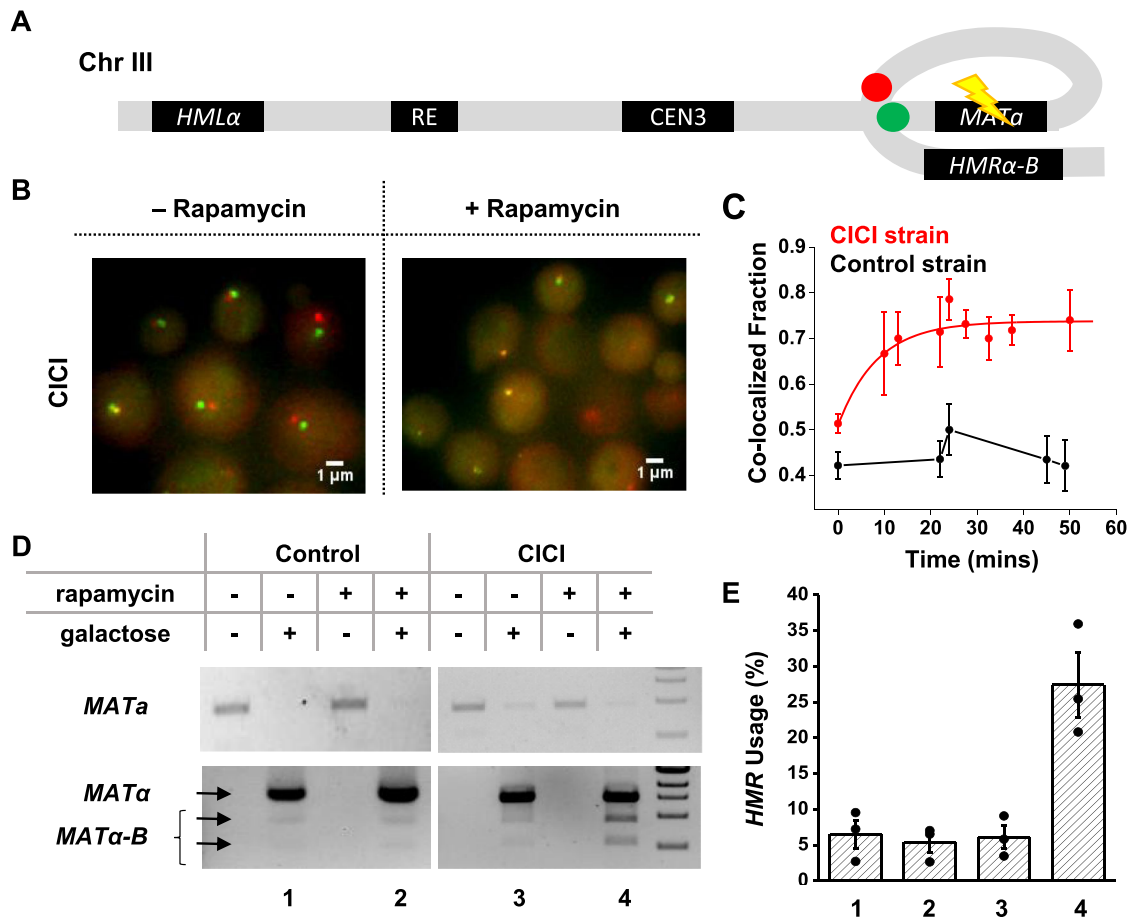 A
Chr III
HMLα
RE
CEN3
MATa
HMRα-B
B
– Rapamycin
+ Rapamycin
CICI
1 µm
1 µm
C
CICI strain
Control strain
Co-localized Fraction
0.9
0.8
0.7
0.6
0.5
0.4
0 10 20 30 40 50 60
Time (mins)
D
Control CICI
rapamycin - - + + - - + +
galactose - + - + - + - +
MATa
MATα
MATα-B
1 2 3 4
E
HMR Usage (%)
40
35
30
25
20
15
10
5
0
1 2 3 4